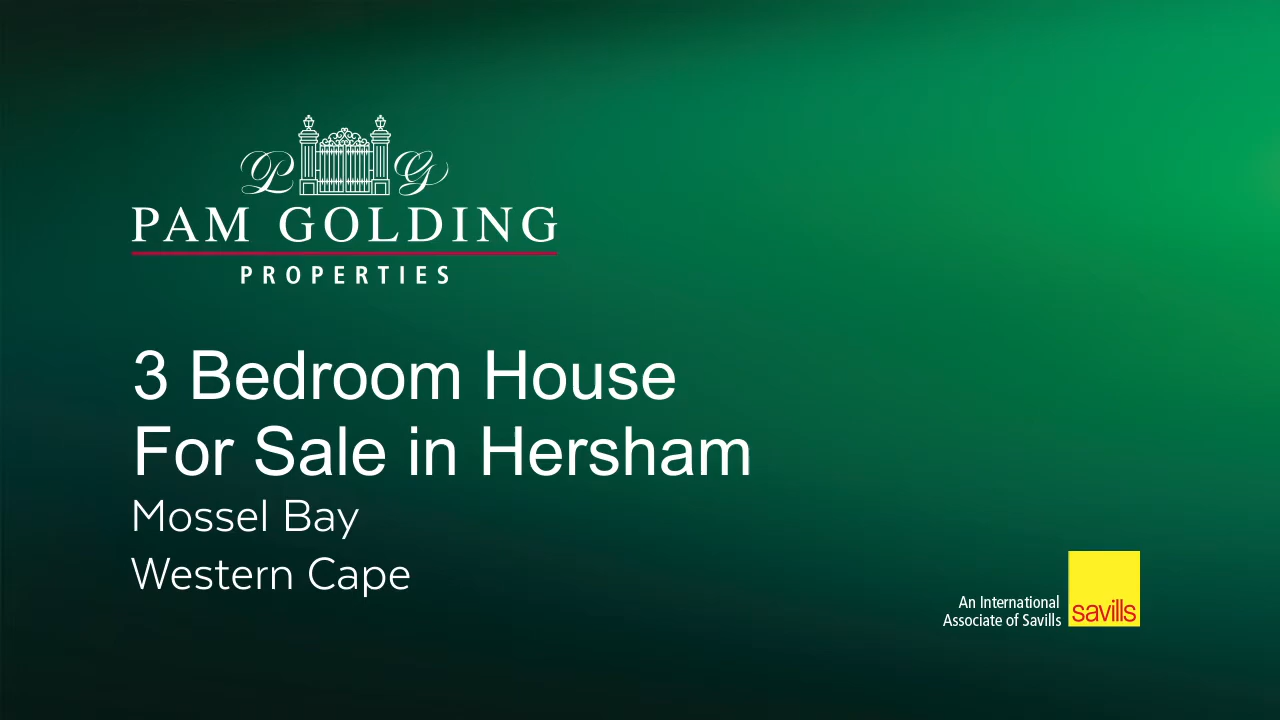 P G
PAM GOLDING
PROPERTIES
3 Bedroom House
For Sale in Hersham
Mossel Bay
Western Cape
An International
Associate of Savills
savills